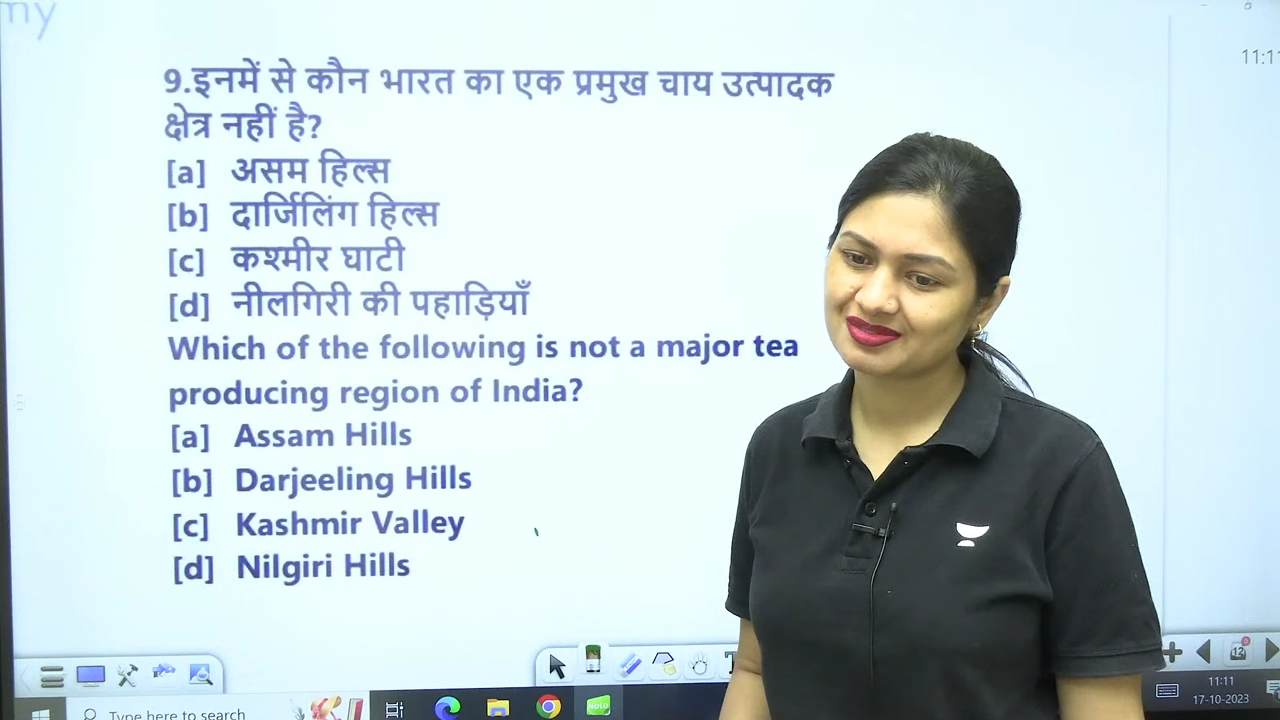 my
11:11
9.इनमें से कौन भारत का एक प्रमुख चाय उत्पादक
क्षेत्र नहीं है?
[a] असम हिल्स
[b] दार्जिलिंग हिल्स
[c] कश्मीर घाटी
[d] नीलगिरी की पहाड़ियाँ
Which of the following is not a major tea
producing region of India?
[a] Assam Hills
[b] Darjeeling Hills
[c] Kashmir Valley
[d] Nilgiri Hills
12
Type here to search
11:11
17-10-2023